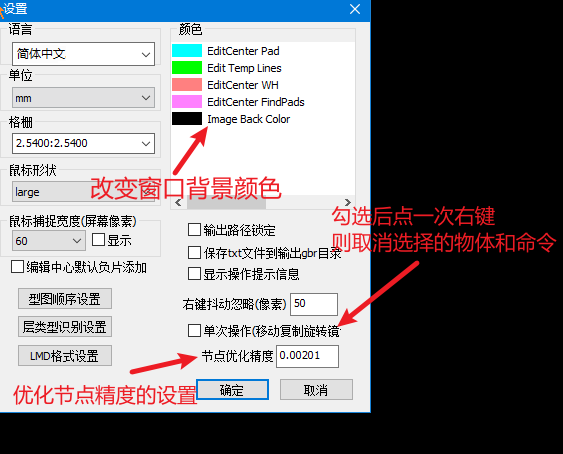 设置
语言
简体中文
单位
mm
格栅
2.5400:2.5400
鼠标形状
large
鼠标捕捉宽度(屏幕像素)
60
显示
编辑中心默认负片添加
型图顺序设置
层类型识别设置
LMD格式设置
颜色
EditCenter Pad
Edit Temp Lines
EditCenter WH
EditCenter FindPads
Image Back Color
改变窗口背景颜色
输出路径锁定
保存txt文件到输出gbr目录
显示操作提示信息
右键抖动忽略(像素)
50
单次操作(移动复制旋转镜
节点优化精度
0.00201
确定
取消
勾选后点一次右键
则取消选择的物体和命令
优化节点精度的设置